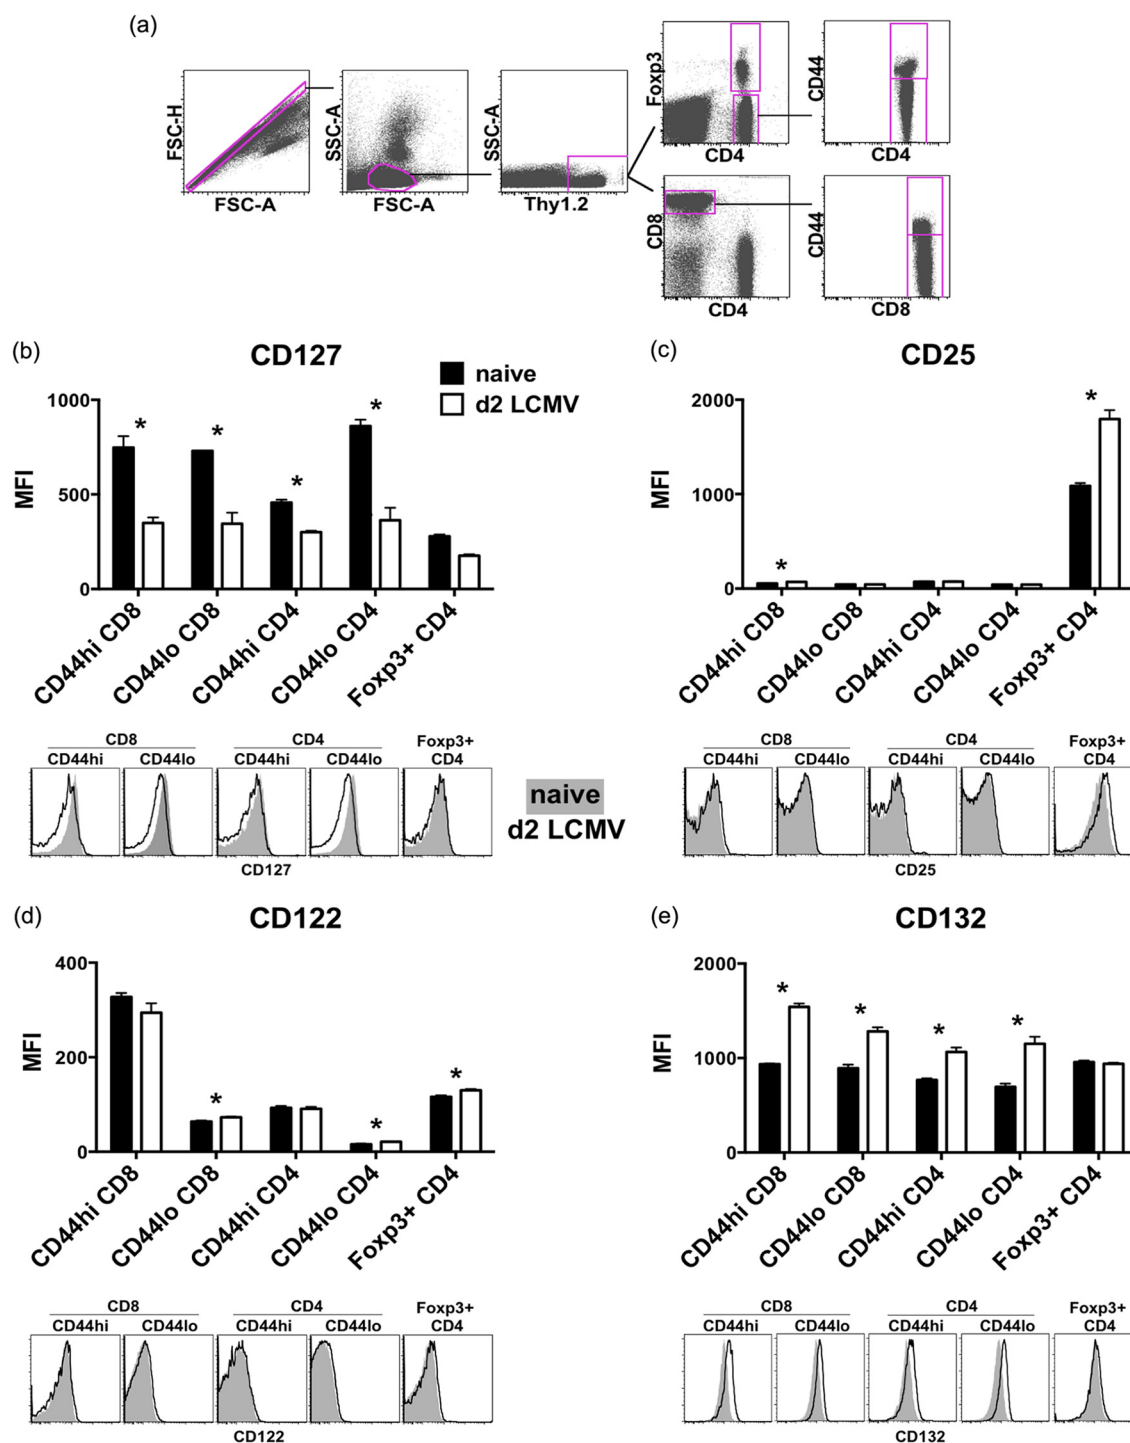 (a)
FSC-H
FSC-A
SSC-A
FSC-A
SSC-A
Thy1.2
Foxp3
CD4
CD44
CD4
CD8
CD4
CD44
CD8
(b)
CD127
naive
d2 LCMV
MFI
1000
500
0
* * * *
CD44hi CD8
CD44lo CD8
CD44hi CD4
CD44lo CD4
Foxp3+ CD4
CD8 CD4 Foxp3+
CD44hi CD44lo CD44hi CD44lo CD4
CD127
naive
d2 LCMV
(c)
CD25
MFI
2000
1000
0
* *
CD44hi CD8
CD44lo CD8
CD44hi CD4
CD44lo CD4
Foxp3+ CD4
CD8 CD4 Foxp3+
CD44hi CD44lo CD44hi CD44lo CD4
CD25
(d)
CD122
MFI
400
200
0
* * *
CD44hi CD8
CD44lo CD8
CD44hi CD4
CD44lo CD4
Foxp3+ CD4
CD8 CD4 Foxp3+
CD44hi CD44lo CD44hi CD44lo CD4
CD122
(e)
CD132
MFI
2000
1000
0
* * * *
CD44hi CD8
CD44lo CD8
CD44hi CD4
CD44lo CD4
Foxp3+ CD4
CD8 CD4 Foxp3+
CD44hi CD44lo CD44hi CD44lo CD4
CD132